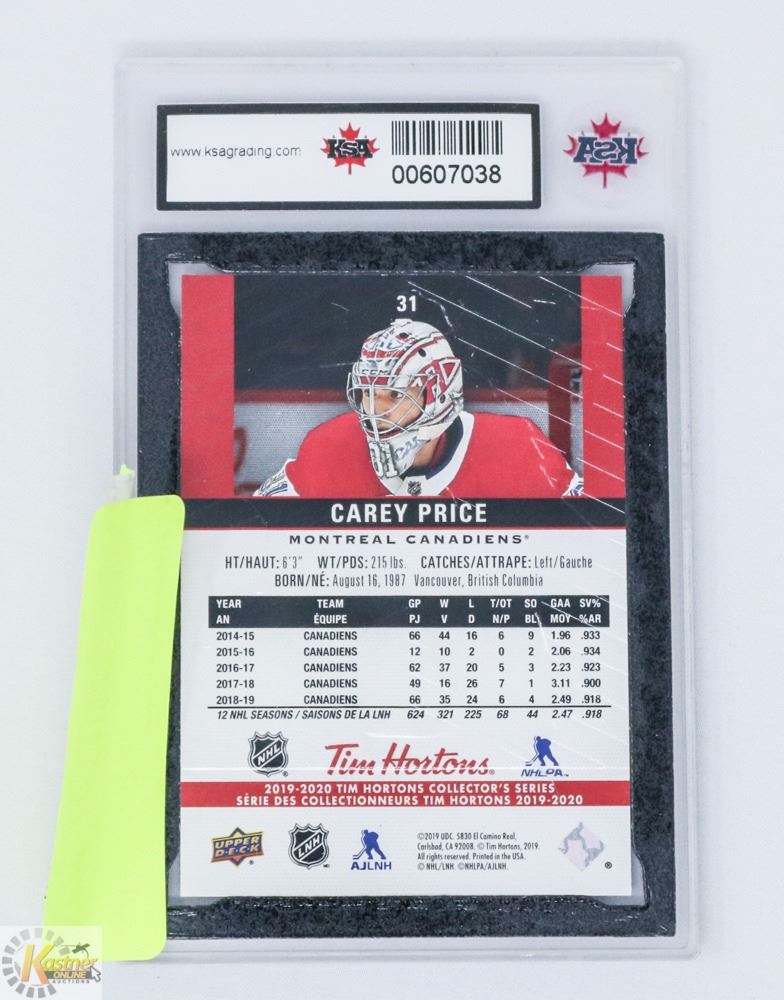 www.ksagrading.com
KSA
00607038
KSA
31
CCM
31
CAREY PRICE
MONTREAL CANADIENS®
HT/HAUT: 6'3" WT/PDS: 215 lbs. CATCHES/ATTRAPE: Left/Gauche
BORN/NÉ: August 16, 1987 Vancouver, British Columbia
YEAR TEAM GP W L T/OT SO GAA SV%
AN ÉQUIPE PJ V D N/P BL MOY %AR
2014-15 CANADIENS 66 44 16 6 9 1.96 .933
2015-16 CANADIENS 12 10 2 0 2 2.06 .934
2016-17 CANADIENS 62 37 20 5 3 2.23 .923
2017-18 CANADIENS 49 16 26 7 1 3.11 .900
2018-19 CANADIENS 66 35 24 6 4 2.49 .918
12 NHL SEASONS / SAISONS DE LA LNH 624 321 225 68 44 2.47 .918
NHL
Tim Hortons®
NHLPA™
2019-2020 TIM HORTONS COLLECTOR'S SERIES
SÉRIE DES COLLECTIONNEURS TIM HORTONS 2019-2020
UPPER DECK
LNH
AJLNH
©2019 UDC. 5830 El Camino Real,
Carlsbad, CA 92008. © Tim Hortons, 2019.
All rights reserved. Printed in the USA.
© NHL/LNH. ©NHLPA/AJLNH.
®
Kastner
ONLINE
AUCTIONS